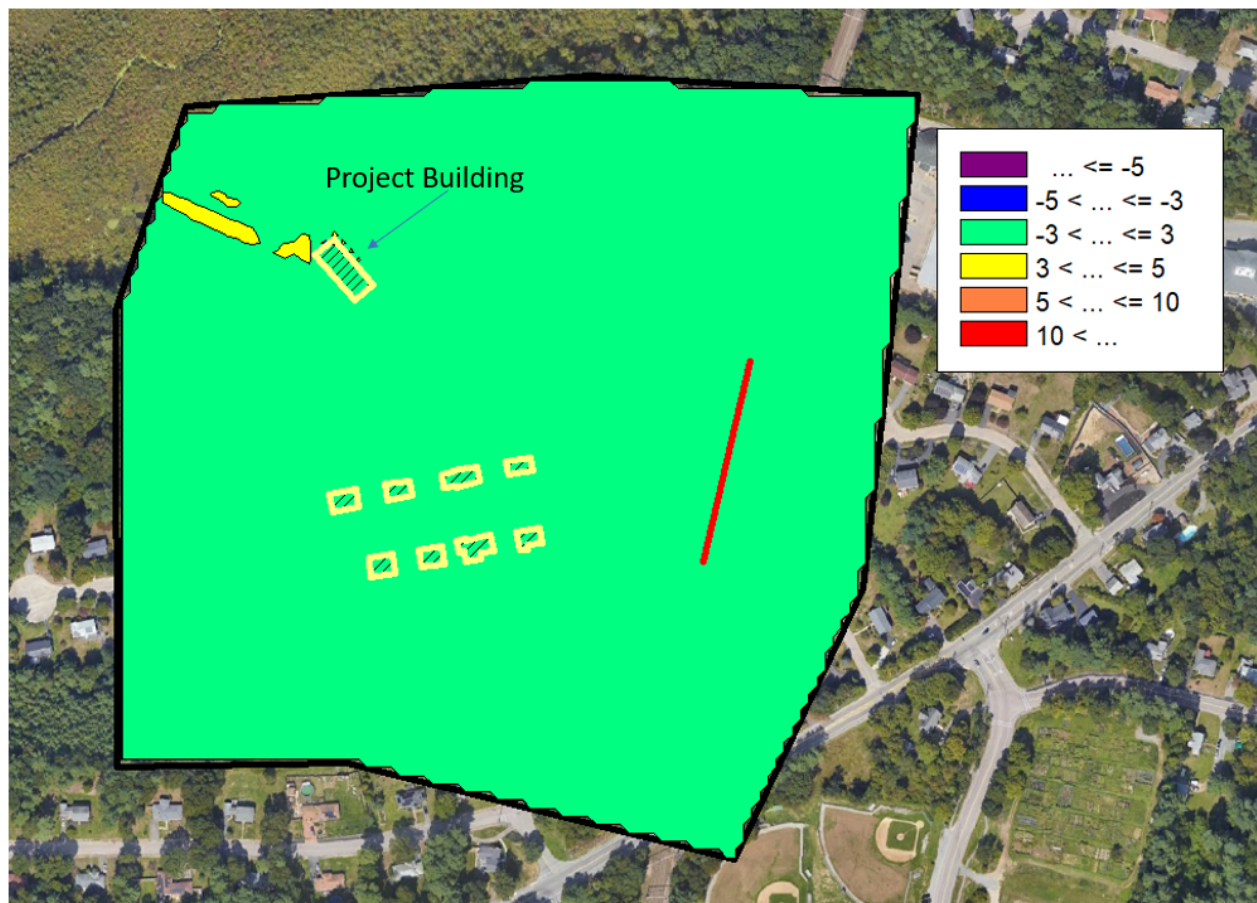 Project Building
... <= -5
-5 < ... <= -3
-3 < ... <= 3
3 < ... <= 5
5 < ... <= 10
10 < ...